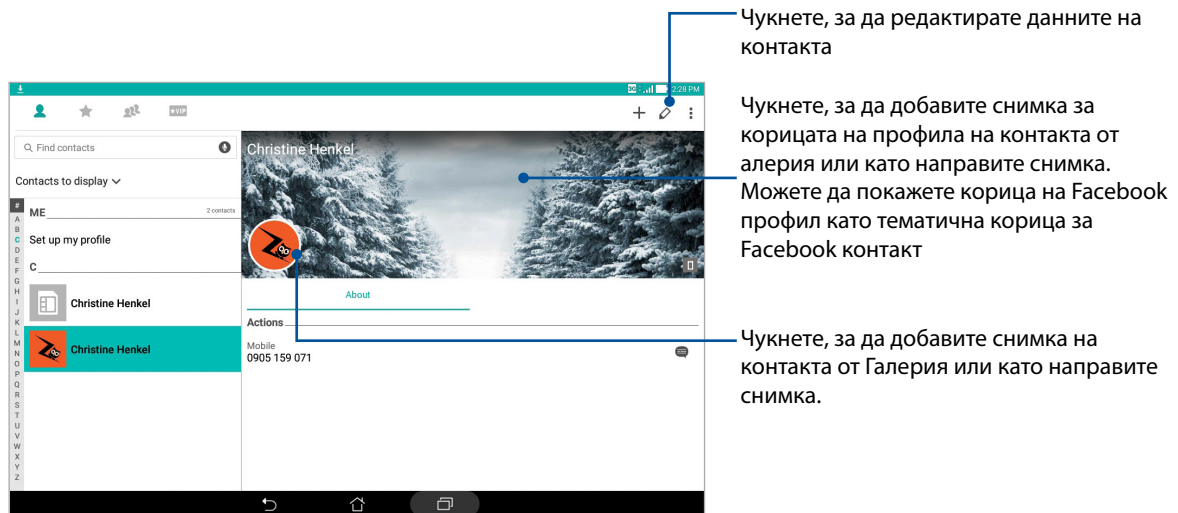 Чукнете, за да редактирате данните на
контакта
Чукнете, за да добавите снимка за
корицата на профила на контакта от
алерия или като направите снимка.
Можете да покажете корица на Facebook
профил като тематична корица за
Facebook контакт
Чукнете, за да добавите снимка на
контакта от Галерия или като направите
снимка.
3G 2:28 PM
VIP
Find contacts
Contacts to display
#
A
B
C
D
E
F
G
H
I
J
K
L
M
N
O
P
Q
R
S
T
U
V
W
X
Y
Z
ME 2 contacts
Set up my profile
C
Christine Henkel
Christine Henkel
Christine Henkel
About
Actions
Mobile
0905 159 071